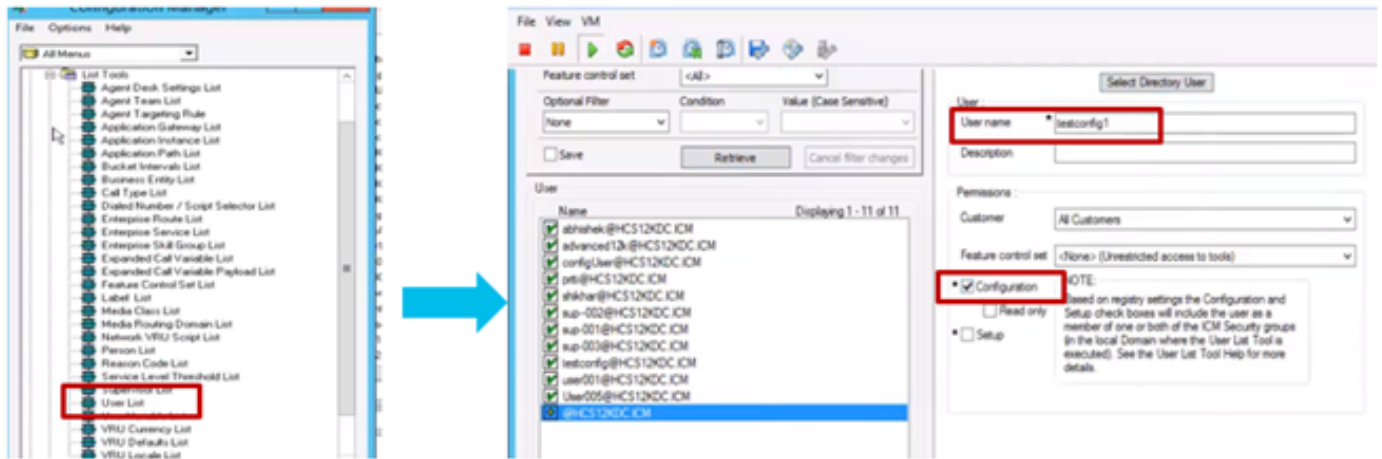 Configuration Manager
File Options Help
All Menus
List Tools
Agent Desk Settings List
Agent Team List
Agent Targeting Rule
Application Gateway List
Application Instance List
Application Path List
Bucket Intervals List
Business Entity List
Call Type List
Dialed Number / Script Selector List
Enterprise Route List
Enterprise Service List
Enterprise Skill Group List
Expanded Call Variable List
Expanded Call Variable Payload List
Feature Control Set List
Label List
Media Class List
Media Routing Domain List
Network VRU Script List
Person List
Reason Code List
Service Level Threshold List
Supervisor List
User List
VRU Currency List
VRU Defaults List
VRU Locale List
File View VM
Feature control set <All>
Optional Filter Condition Value (Case Sensitive)
None
Save Retrieve Cancel filter changes
User
Name Displaying 1 - 11 of 11
abhishek@HCS12KDC.ICM
advanced12k@HCS12KDC.ICM
configUser@HCS12KDC.ICM
@HCS12KDC.ICM
shikhar@HCS12KDC.ICM
sup--002@HCS12KDC.ICM
sup-001@HCS12KDC.ICM
sup-003@HCS12KDC.ICM
testconfig@HCS12KDC.ICM
user001@HCS12KDC.ICM
User005@HCS12KDC.ICM
@HCS12KDC.ICM
Select Directory User
User :
User name * testconfig1
Description
Permissions :
Customer All Customers
Feature control set <None> (Unrestricted access to tools)
* Configuration
Read only
* Setup
NOTE:
Based on registry settings the Configuration and
Setup check boxes will include the user as a
member of one or both of the ICM Security groups
(in the local Domain where the User List Tool is
executed). See the User List Tool Help for more
details.